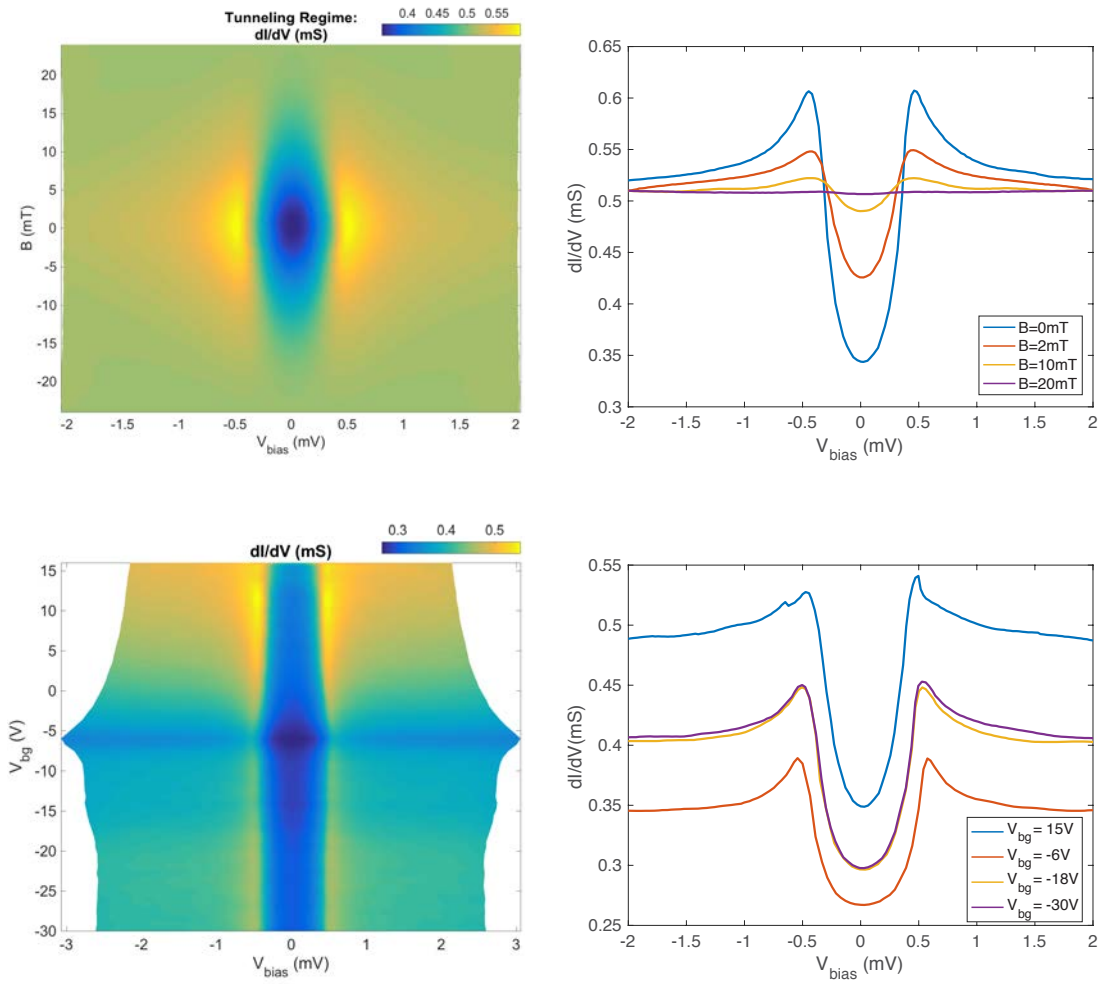 Tunneling Regime:
dI/dV (mS)
0.4 0.45 0.5 0.55
20
15
10
5
0
-5
-10
-15
-20
B (mT)
-2 -1.5 -1 -0.5 0 0.5 1 1.5 2
V_bias (mV)
0.65
0.6
0.55
0.5
0.45
0.4
0.35
0.3
dI/dV (mS)
B=0mT
B=2mT
B=10mT
B=20mT
-2 -1.5 -1 -0.5 0 0.5 1 1.5 2
V_bias (mV)
dI/dV (mS)
0.3 0.4 0.5
15
10
5
0
-5
-10
-15
-20
-25
-30
V_bg (V)
-3 -2 -1 0 1 2 3
V_bias (mV)
0.55
0.5
0.45
0.4
0.35
0.3
0.25
dI/dV(mS)
V_bg = 15V
V_bg = -6V
V_bg = -18V
V_bg = -30V
-2 -1.5 -1 -0.5 0 0.5 1 1.5 2
V_bias (mV)